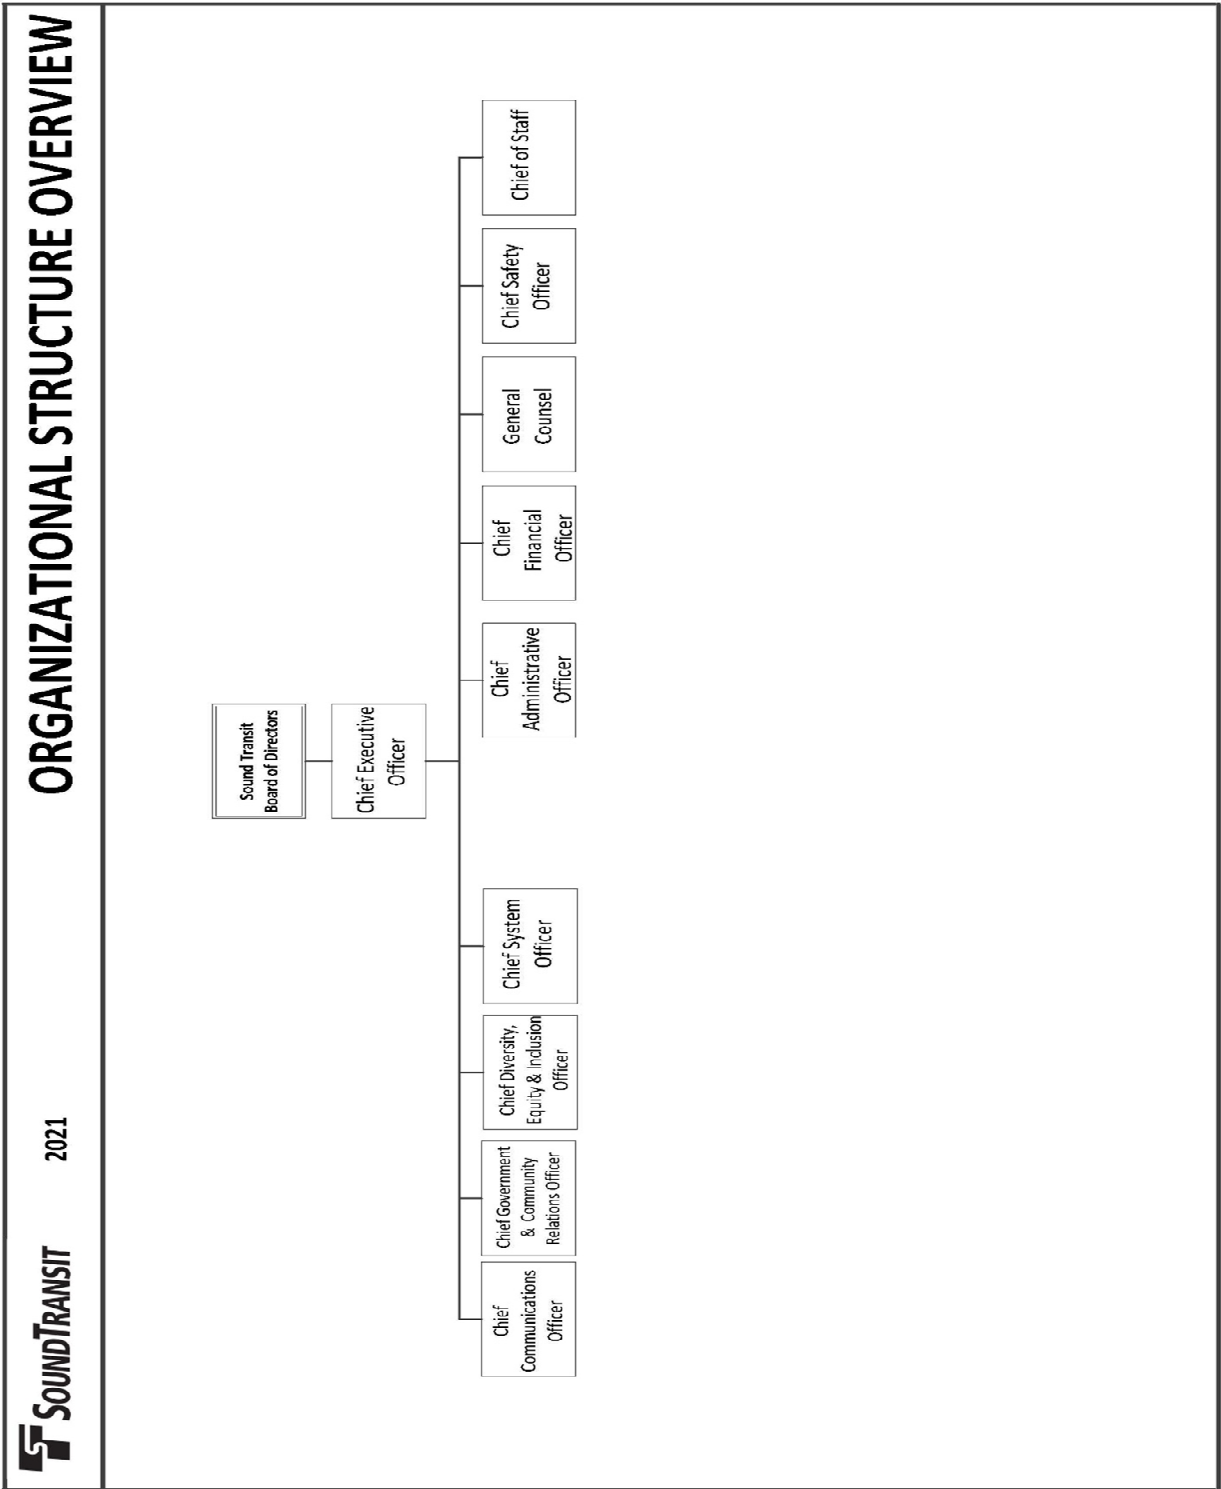 SOUNDTRANSIT
2021
ORGANIZATIONAL STRUCTURE OVERVIEW
Sound Transit
Board of Directors
Chief Executive
Officer
Chief
Communications
Officer
Chief Government
& Community
Relations Officer
Chief Diversity,
Equity & Inclusion
Officer
Chief System
Officer
Chief
Administrative
Officer
Chief
Financial
Officer
General
Counsel
Chief Safety
Officer
Chief of Staff